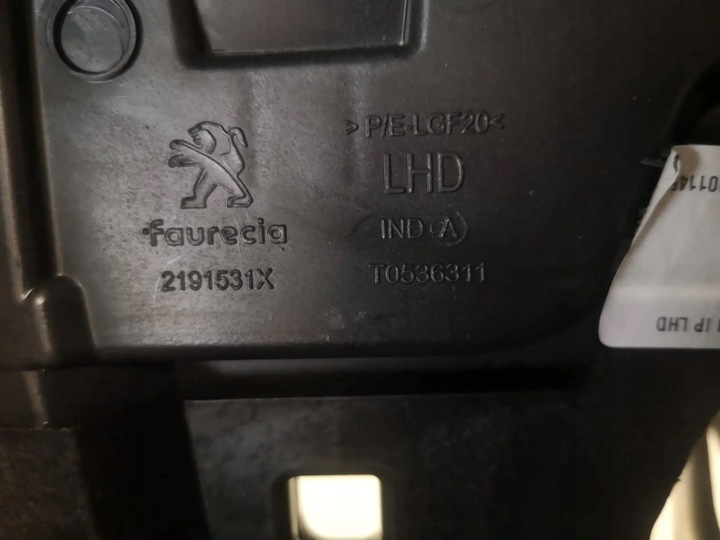 >P/E-LGF20<
LHD
faurecia
IND A
2191531X
T0536311
IP LHD